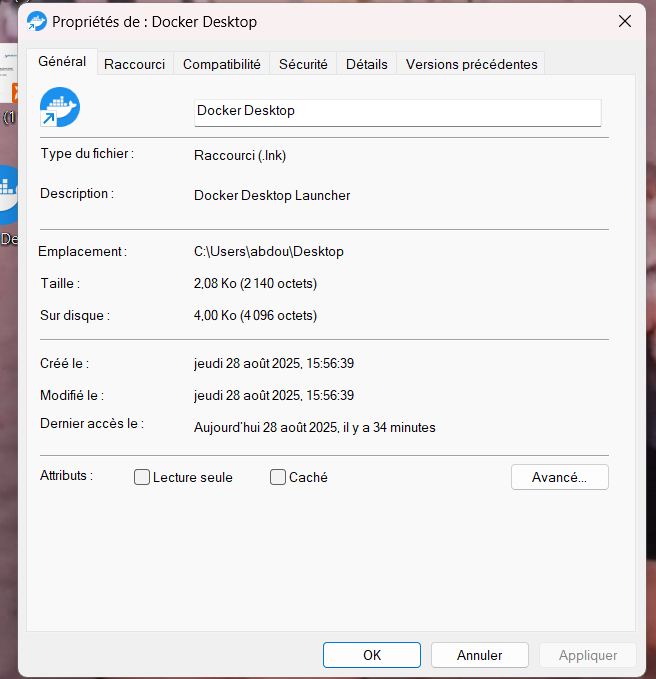 Propriétés de : Docker Desktop
Général Raccourci Compatibilité Sécurité Détails Versions précédentes
Docker Desktop
Type du fichier : Raccourci (.lnk)
Description : Docker Desktop Launcher
Emplacement : C:\Users\abdou\Desktop
Taille : 2,08 Ko (2 140 octets)
Sur disque : 4,00 Ko (4 096 octets)
Créé le : jeudi 28 août 2025, 15:56:39
Modifié le : jeudi 28 août 2025, 15:56:39
Dernier accès le : Aujourd’hui 28 août 2025, il y a 34 minutes
Attributs : Lecture seule Caché Avancé...
OK Annuler Appliquer
(1
De